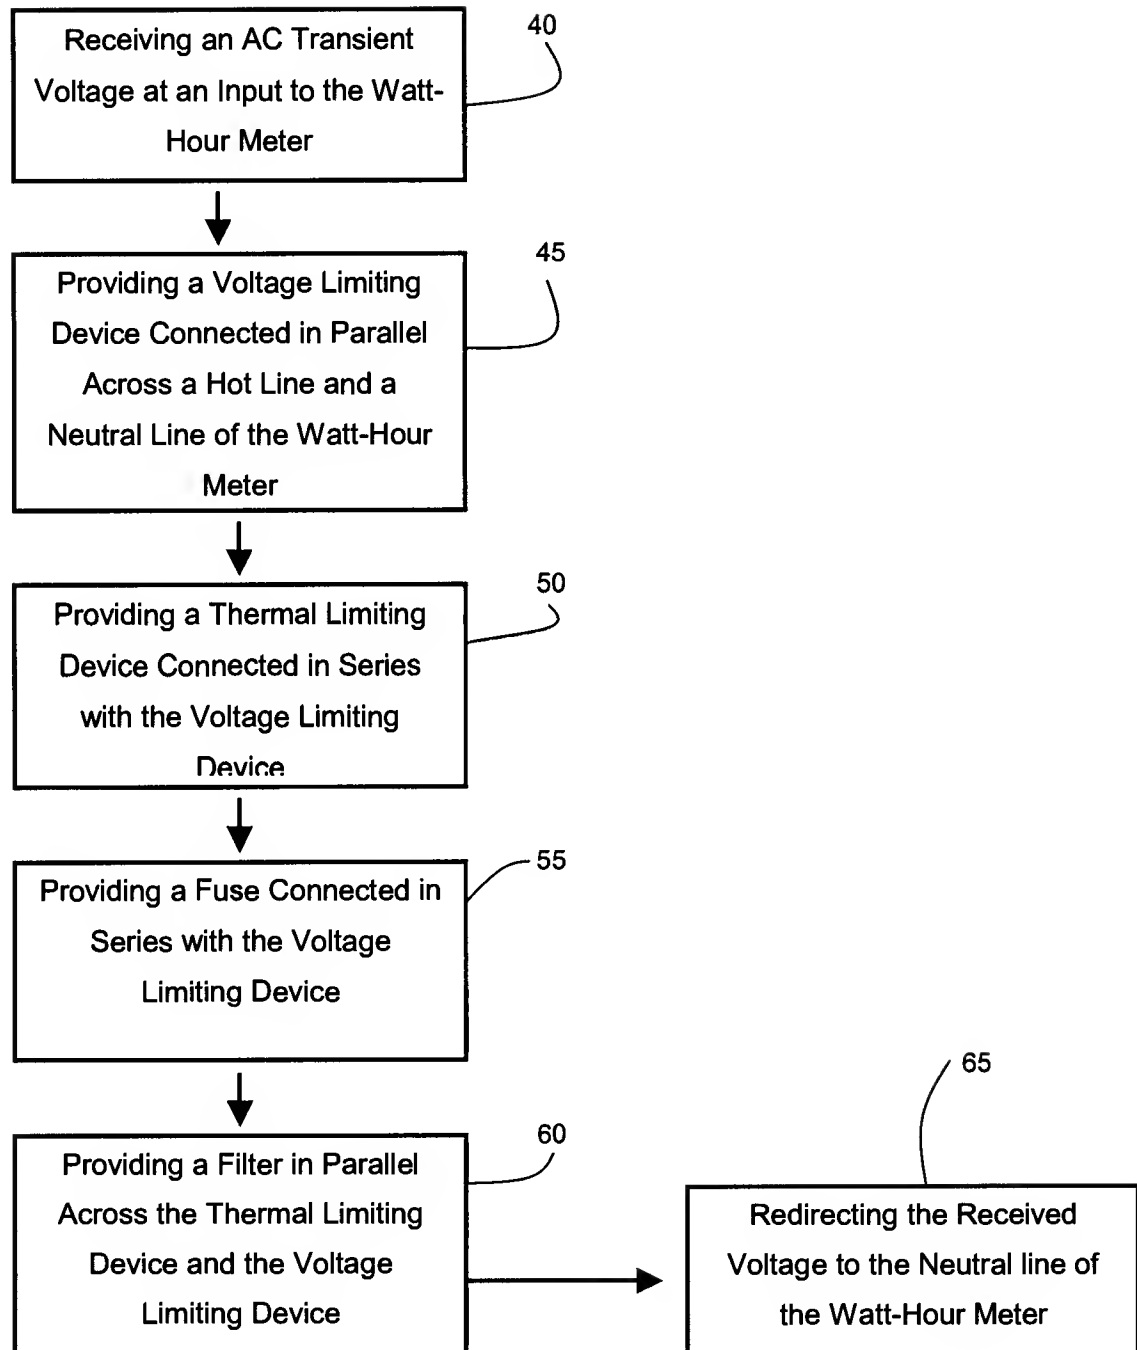 Receiving an AC Transient
Voltage at an Input to the Watt-
Hour Meter
40
Providing a Voltage Limiting
Device Connected in Parallel
Across a Hot Line and a
Neutral Line of the Watt-Hour
Meter
45
Providing a Thermal Limiting
Device Connected in Series
with the Voltage Limiting
Device
50
Providing a Fuse Connected in
Series with the Voltage
Limiting Device
55
Providing a Filter in Parallel
Across the Thermal Limiting
Device and the Voltage
Limiting Device
60
65
Redirecting the Received
Voltage to the Neutral line of
the Watt-Hour Meter